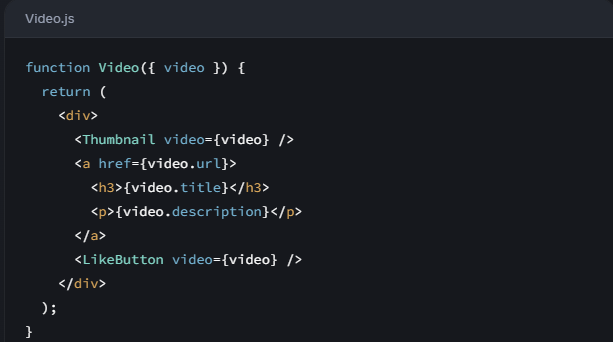 Video.js
function Video({ video }) {
  return (
    <div>
      <Thumbnail video={video} />
      <a href={video.url}>
        <h3>{video.title}</h3>
        <p>{video.description}</p>
      </a>
      <LikeButton video={video} />
    </div>
  );
}